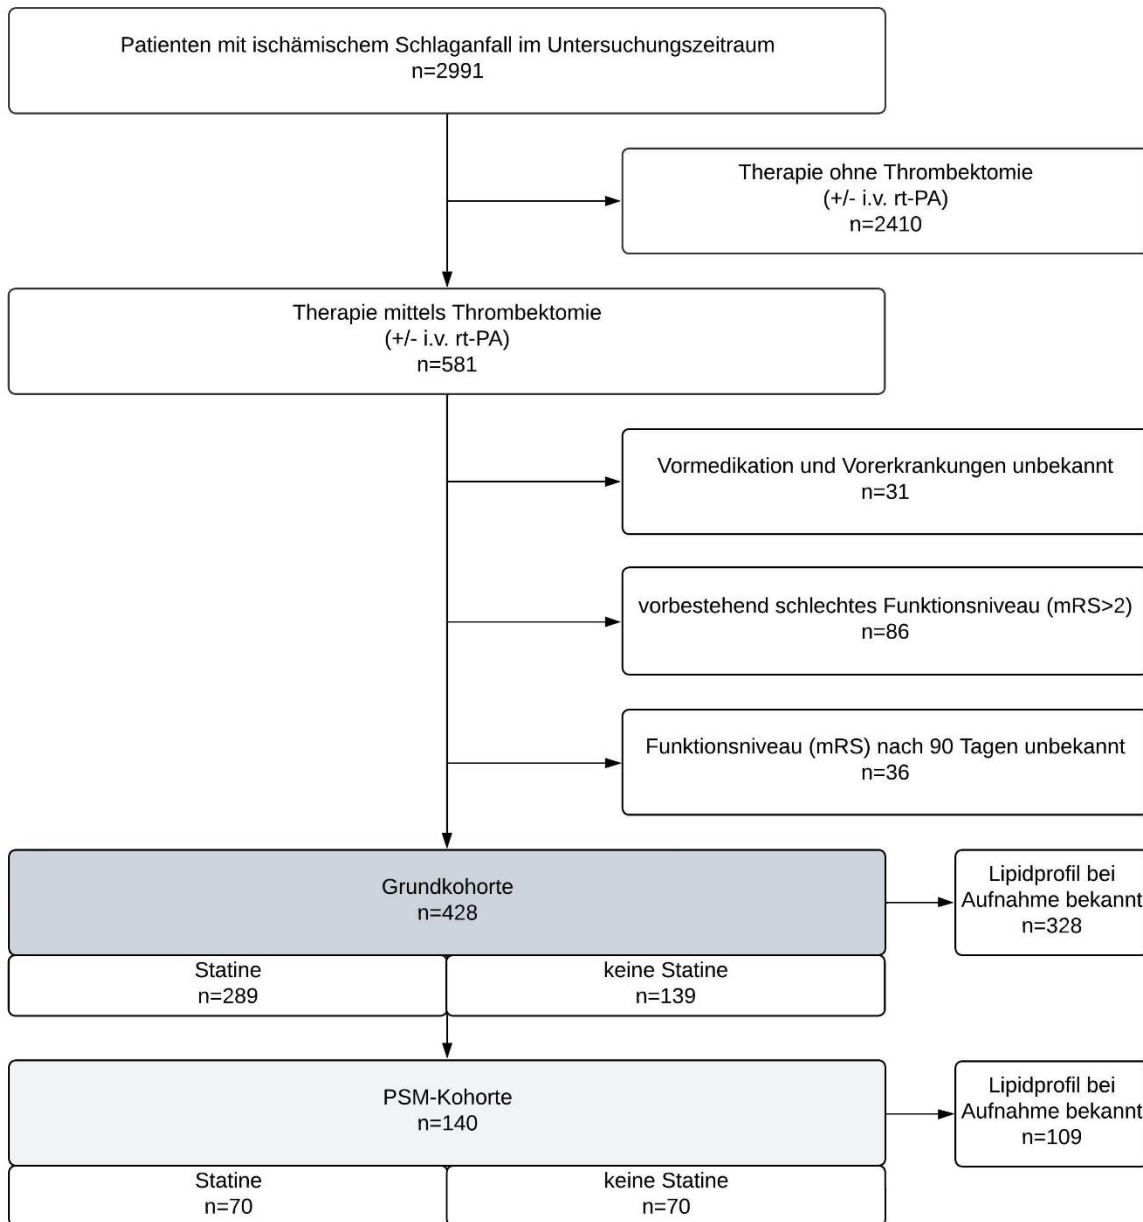 Patienten mit ischämischem Schlaganfall im Untersuchungszeitraum
n=2991
Therapie ohne Thrombektomie
(+/- i.v. rt-PA)
n=2410
Therapie mittels Thrombektomie
(+/- i.v. rt-PA)
n=581
Vormedikation und Vorerkrankungen unbekannt
n=31
vorbestehend schlechtes Funktionsniveau (mRS>2)
n=86
Funktionsniveau (mRS) nach 90 Tagen unbekannt
n=36
Grundkohorte
n=428
Lipidprofil bei
Aufnahme bekannt
n=328
Statine
n=289
keine Statine
n=139
PSM-Kohorte
n=140
Lipidprofil bei
Aufnahme bekannt
n=109
Statine
n=70
keine Statine
n=70